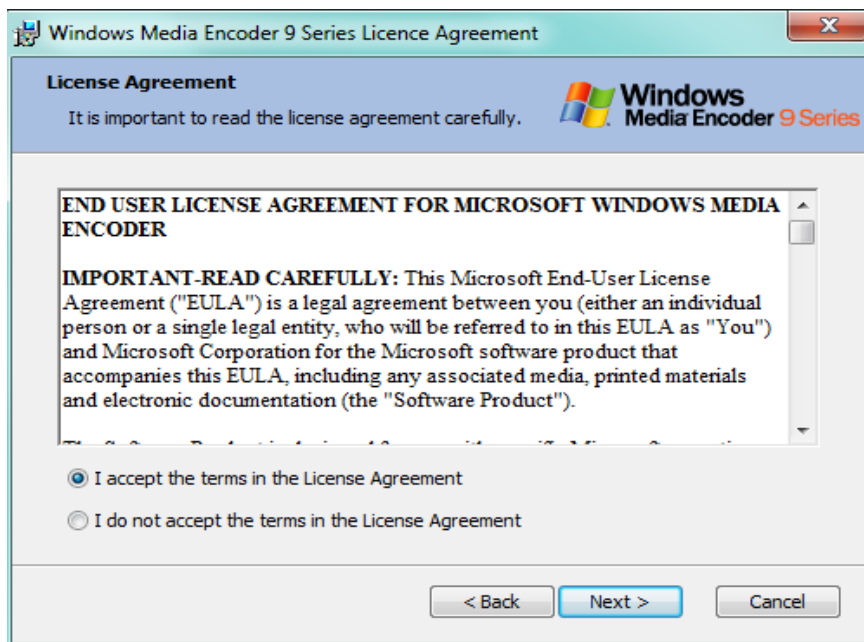 Windows Media Encoder 9 Series Licence Agreement
License Agreement
It is important to read the license agreement carefully.
Windows
Media Encoder 9 Series
END USER LICENSE AGREEMENT FOR MICROSOFT WINDOWS MEDIA
ENCODER
IMPORTANT-READ CAREFULLY: This Microsoft End-User License
Agreement ("EULA") is a legal agreement between you (either an individual
person or a single legal entity, who will be referred to in this EULA as "You")
and Microsoft Corporation for the Microsoft software product that
accompanies this EULA, including any associated media, printed materials
and electronic documentation (the "Software Product").
I accept the terms in the License Agreement
I do not accept the terms in the License Agreement
< Back
Next >
Cancel